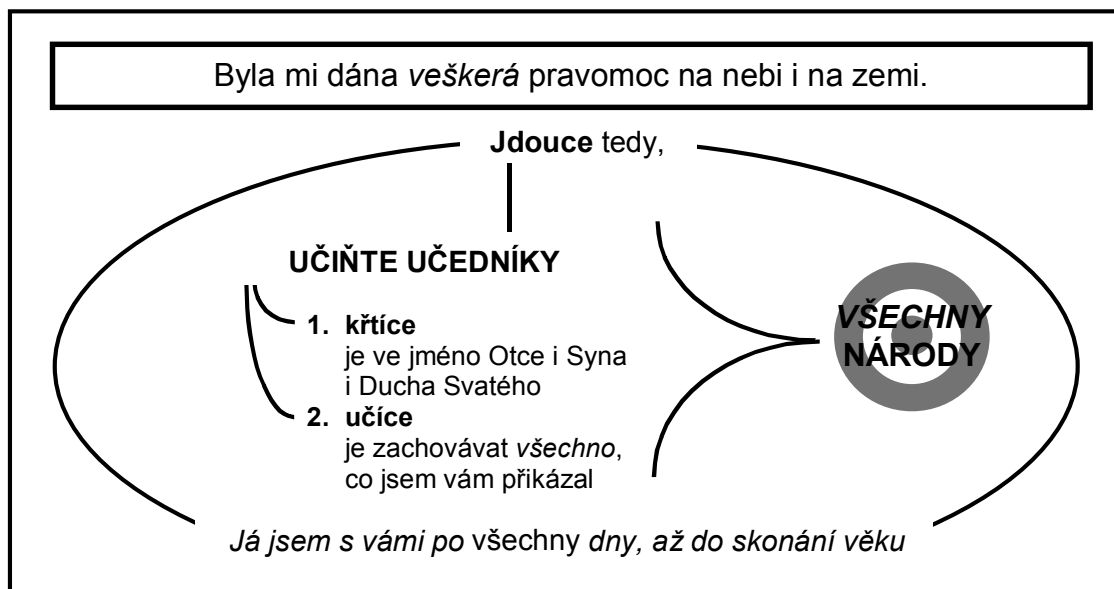 Byla mi dána veškerá pravomoc na nebi i na zemi.
Jdouce tedy,
UČIŇTE UČEDNÍKY
1. křtíce
je ve jméno Otce i Syna
i Ducha Svatého
2. učíce
je zachovávat všechno,
co jsem vám přikázal
VŠECHNY
NÁRODY
Já jsem s vámi po všechny dny, až do skonání věku